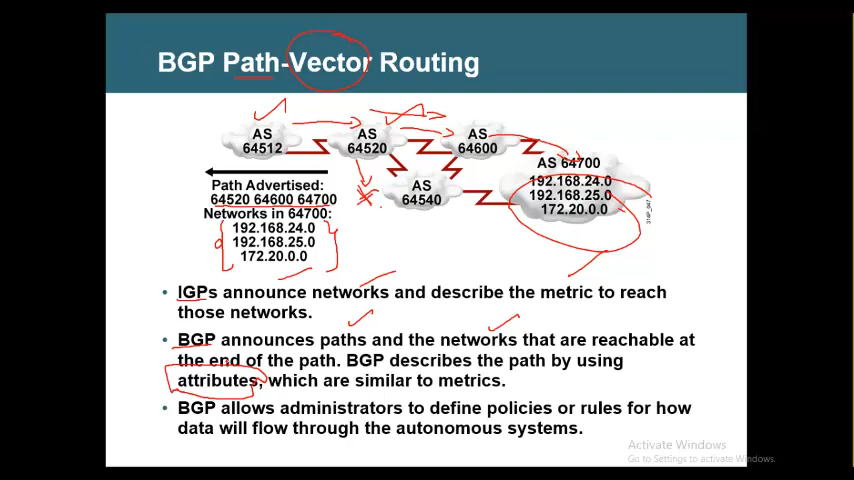 BGP Path-Vector Routing
AS
64512
AS
64520
AS
64600
AS 64700
192.168.24.0
192.168.25.0
172.20.0.0
AS
64540
Path Advertised:
64520 64600 64700
Networks in 64700:
192.168.24.0
192.168.25.0
172.20.0.0
314P_047
• IGPs announce networks and describe the metric to reach
those networks.
• BGP announces paths and the networks that are reachable at
the end of the path. BGP describes the path by using
attributes, which are similar to metrics.
• BGP allows administrators to define policies or rules for how
data will flow through the autonomous systems.
Activate Windows
Go to Settings to activate Windows.